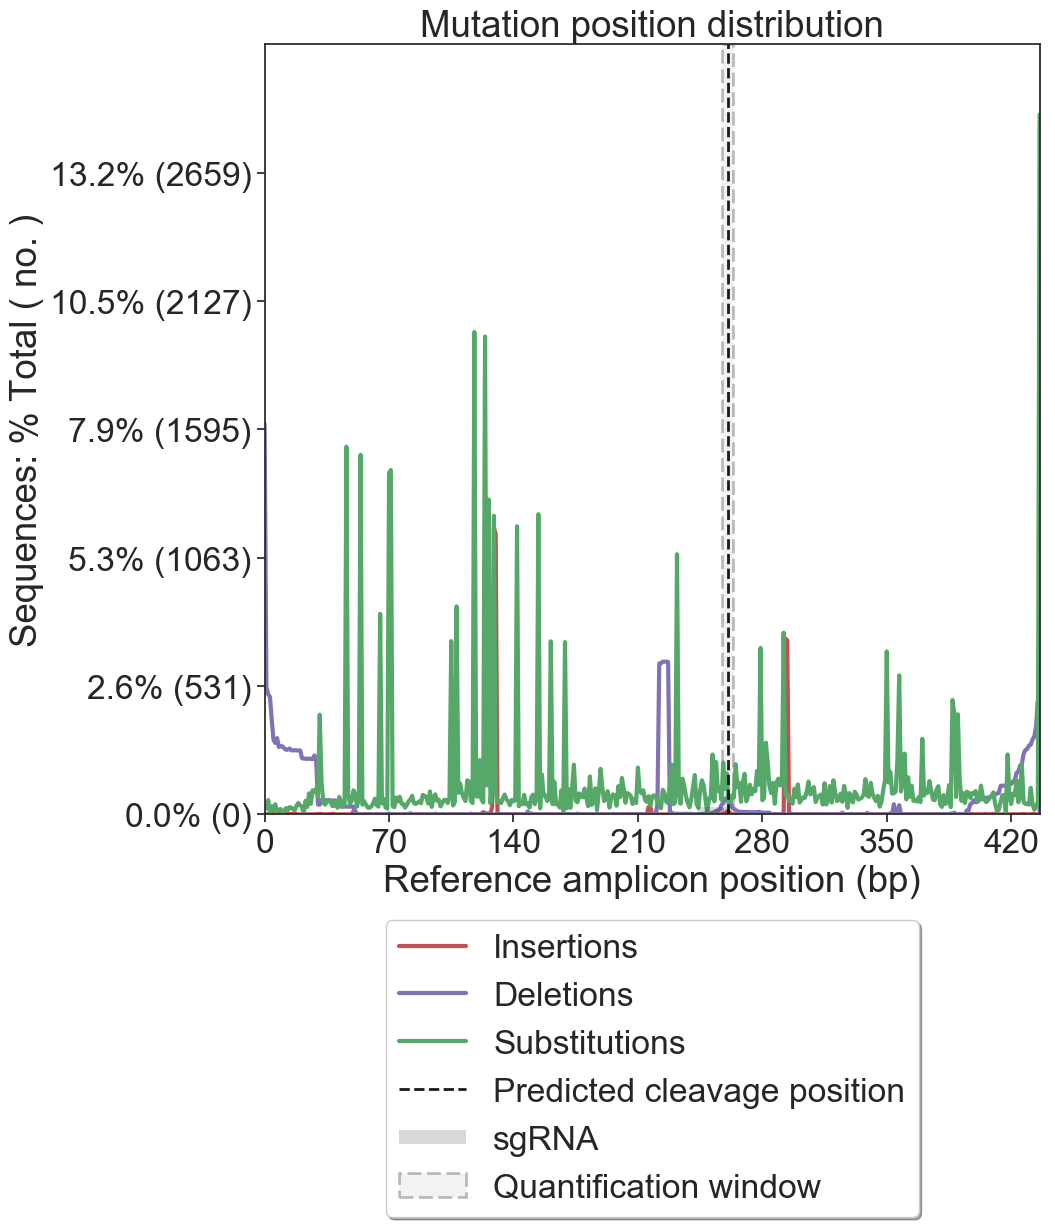 Mutation position distribution
Sequences: % Total ( no. )
13.2% (2659)
10.5% (2127)
7.9% (1595)
5.3% (1063)
2.6% (531)
0.0% (0)
0 70 140 210 280 350 420
Reference amplicon position (bp)
Insertions
Deletions
Substitutions
Predicted cleavage position
sgRNA
Quantification window